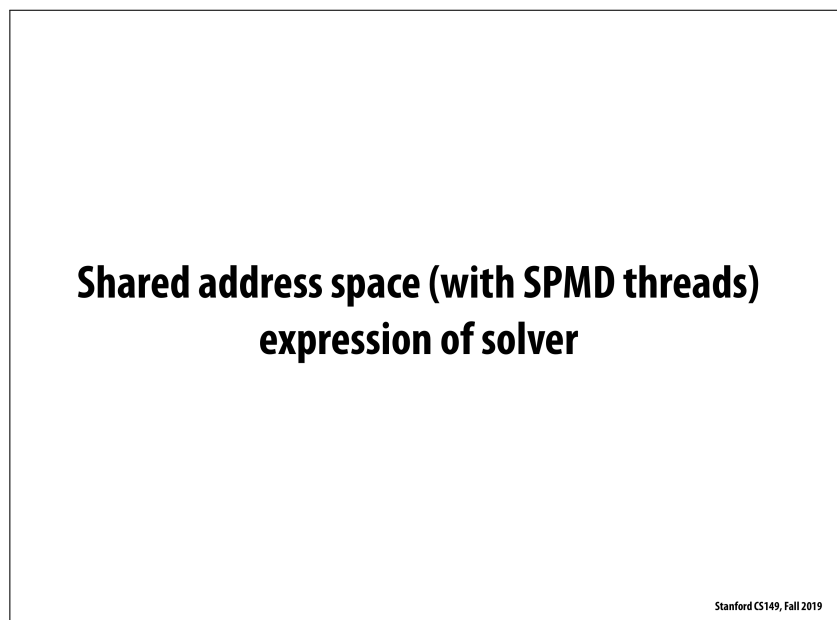 Shared address space (with SPMD threads)
expression of solver
Stanford CS149, Fall 2019